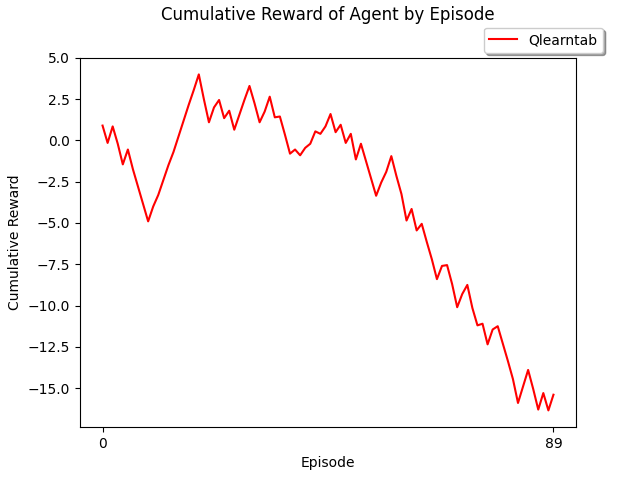 Cumulative Reward of Agent by Episode
Qlearntab
5.0
2.5
0.0
−2.5
−5.0
−7.5
−10.0
−12.5
−15.0
Cumulative Reward
0
89
Episode